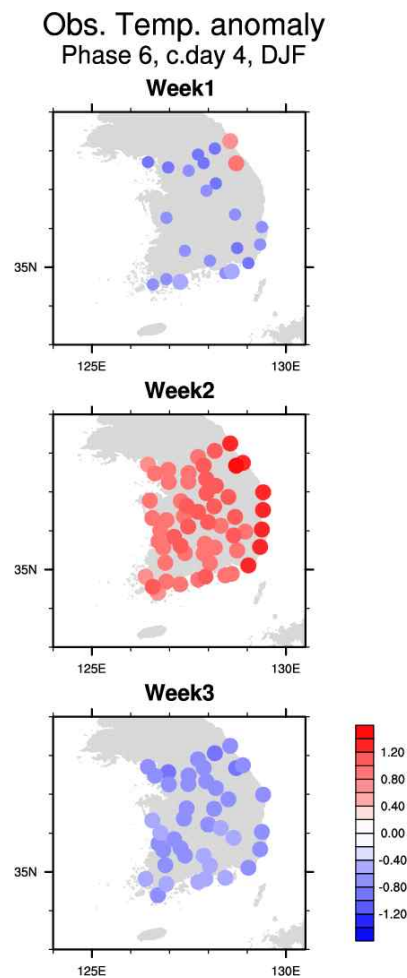 Obs. Temp. anomaly
Phase 6, c.day 4, DJF
Week1
35N
125E 130E
Week2
35N
125E 130E
Week3
35N
125E 130E
1.20
0.80
0.40
0.00
-0.40
-0.80
-1.20